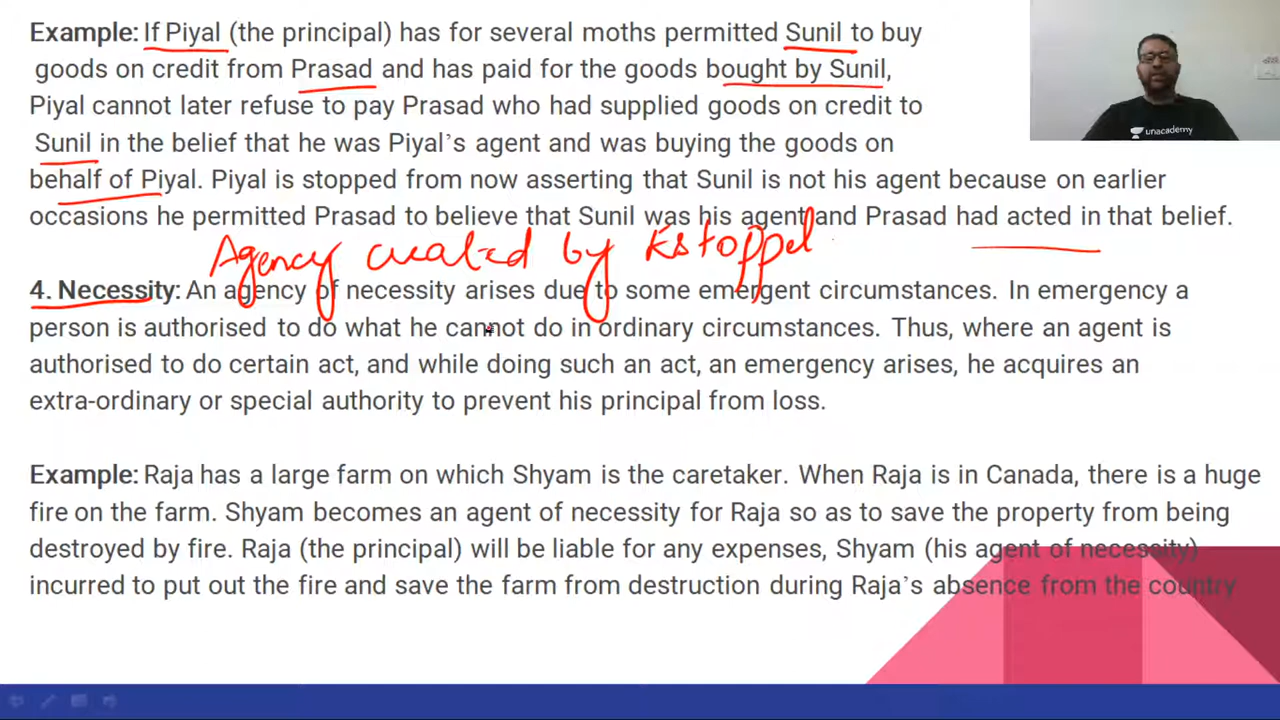 Example: If Piyal (the principal) has for several moths permitted Sunil to buy
goods on credit from Prasad and has paid for the goods bought by Sunil,
Piyal cannot later refuse to pay Prasad who had supplied goods on credit to
Sunil in the belief that he was Piyal's agent and was buying the goods on
behalf of Piyal. Piyal is stopped from now asserting that Sunil is not his agent because on earlier
occasions he permitted Prasad to believe that Sunil was his agent and Prasad had acted in that belief.
Agency created by Estoppel
4. Necessity: An agency of necessity arises due to some emergent circumstances. In emergency a
person is authorised to do what he cannot do in ordinary circumstances. Thus, where an agent is
authorised to do certain act, and while doing such an act, an emergency arises, he acquires an
extra-ordinary or special authority to prevent his principal from loss.
Example: Raja has a large farm on which Shyam is the caretaker. When Raja is in Canada, there is a huge
fire on the farm. Shyam becomes an agent of necessity for Raja so as to save the property from being
destroyed by fire. Raja (the principal) will be liable for any expenses, Shyam (his agent of necessity)
incurred to put out the fire and save the farm from destruction during Raja's absence from the country
unacademy